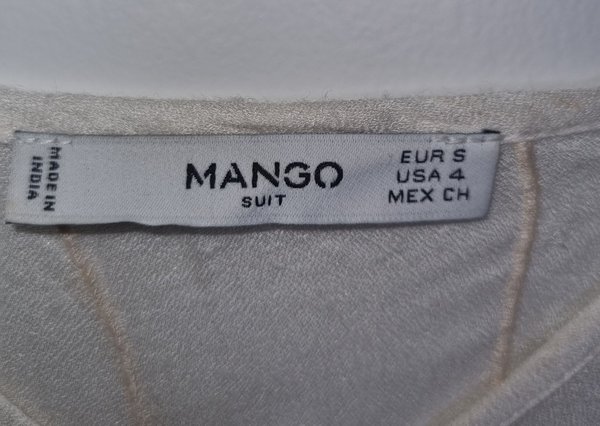 MADE IN
INDIA
MANGO
SUIT
EUR S
USA 4
MEX CH